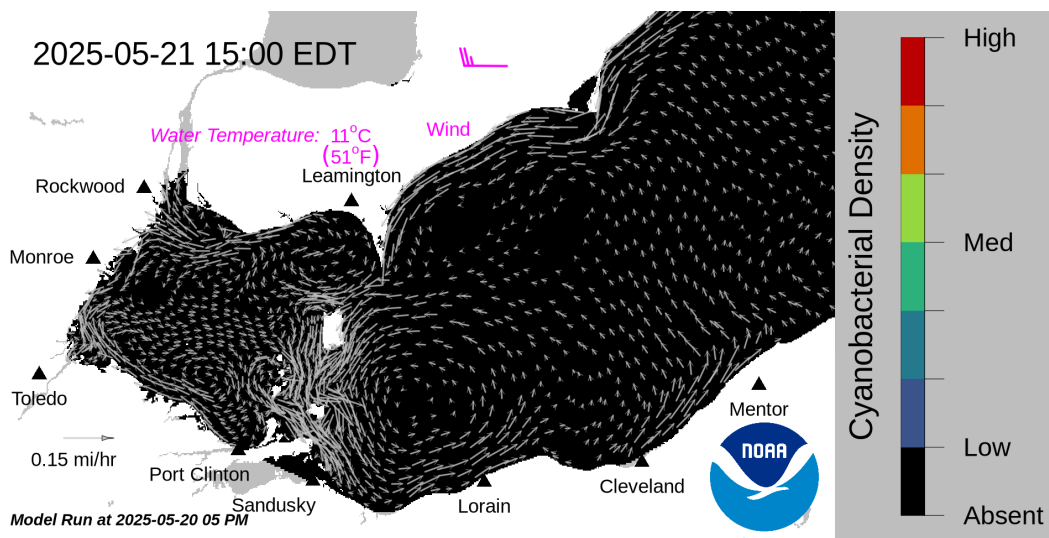 2025-05-21 15:00 EDT
Water Temperature: 11°C
(51°F)
Wind
Leamington
Rockwood
Monroe
Toledo
0.15 mi/hr
Port Clinton
Sandusky
Lorain
Cleveland
Mentor
NOAA
Model Run at 2025-05-20 05 PM
Cyanobacterial Density
High
Med
Low
Absent